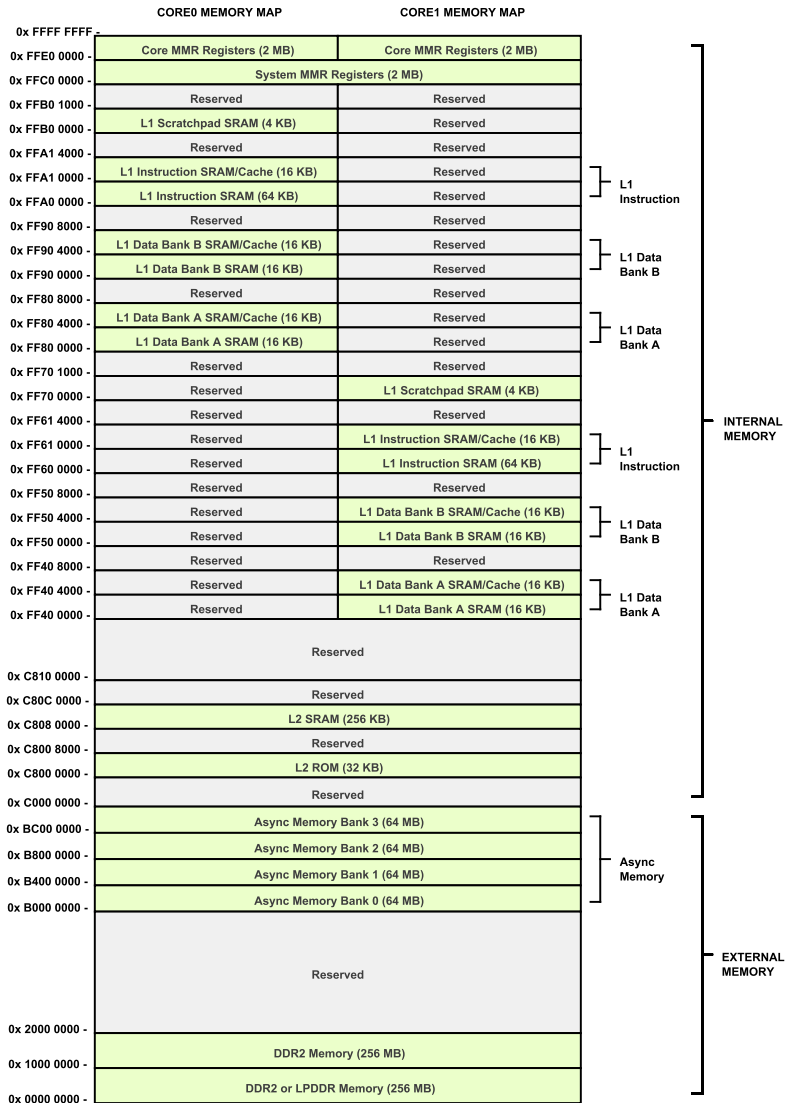 CORE0 MEMORY MAP CORE1 MEMORY MAP
0x FFFF FFFF -
Core MMR Registers (2 MB) Core MMR Registers (2 MB)
0x FFE0 0000 -
System MMR Registers (2 MB)
0x FFC0 0000 -
Reserved Reserved
0x FFB0 1000 -
L1 Scratchpad SRAM (4 KB) Reserved
0x FFB0 0000 -
Reserved Reserved
0x FFA1 4000 -
L1 Instruction SRAM/Cache (16 KB) Reserved
0x FFA1 0000 -
L1 Instruction
L1 Instruction SRAM (64 KB) Reserved
0x FFA0 0000 -
Reserved Reserved
0x FF90 8000 -
L1 Data Bank B SRAM/Cache (16 KB) Reserved
0x FF90 4000 -
L1 Data Bank B
L1 Data Bank B SRAM (16 KB) Reserved
0x FF90 0000 -
Reserved Reserved
0x FF80 8000 -
L1 Data Bank A SRAM/Cache (16 KB) Reserved
0x FF80 4000 -
L1 Data Bank A
L1 Data Bank A SRAM (16 KB) Reserved
0x FF80 0000 -
Reserved Reserved
0x FF70 1000 -
Reserved L1 Scratchpad SRAM (4 KB)
0x FF70 0000 -
Reserved Reserved
0x FF61 4000 -
INTERNAL MEMORY
Reserved L1 Instruction SRAM/Cache (16 KB)
0x FF61 0000 -
L1 Instruction
Reserved L1 Instruction SRAM (64 KB)
0x FF60 0000 -
Reserved Reserved
0x FF50 8000 -
Reserved L1 Data Bank B SRAM/Cache (16 KB)
0x FF50 4000 -
L1 Data Bank B
Reserved L1 Data Bank B SRAM (16 KB)
0x FF50 0000 -
Reserved Reserved
0x FF40 8000 -
Reserved L1 Data Bank A SRAM/Cache (16 KB)
0x FF40 4000 -
L1 Data Bank A
Reserved L1 Data Bank A SRAM (16 KB)
0x FF40 0000 -
Reserved
0x C810 0000 -
Reserved
0x C80C 0000 -
L2 SRAM (256 KB)
0x C808 0000 -
Reserved
0x C800 8000 -
L2 ROM (32 KB)
0x C800 0000 -
Reserved
0x C000 0000 -
Async Memory Bank 3 (64 MB)
0x BC00 0000 -
Async Memory Bank 2 (64 MB)
0x B800 0000 -
Async Memory
Async Memory Bank 1 (64 MB)
0x B400 0000 -
Async Memory Bank 0 (64 MB)
0x B000 0000 -
EXTERNAL MEMORY
Reserved
0x 2000 0000 -
DDR2 Memory (256 MB)
0x 1000 0000 -
DDR2 or LPDDR Memory (256 MB)
0x 0000 0000 -